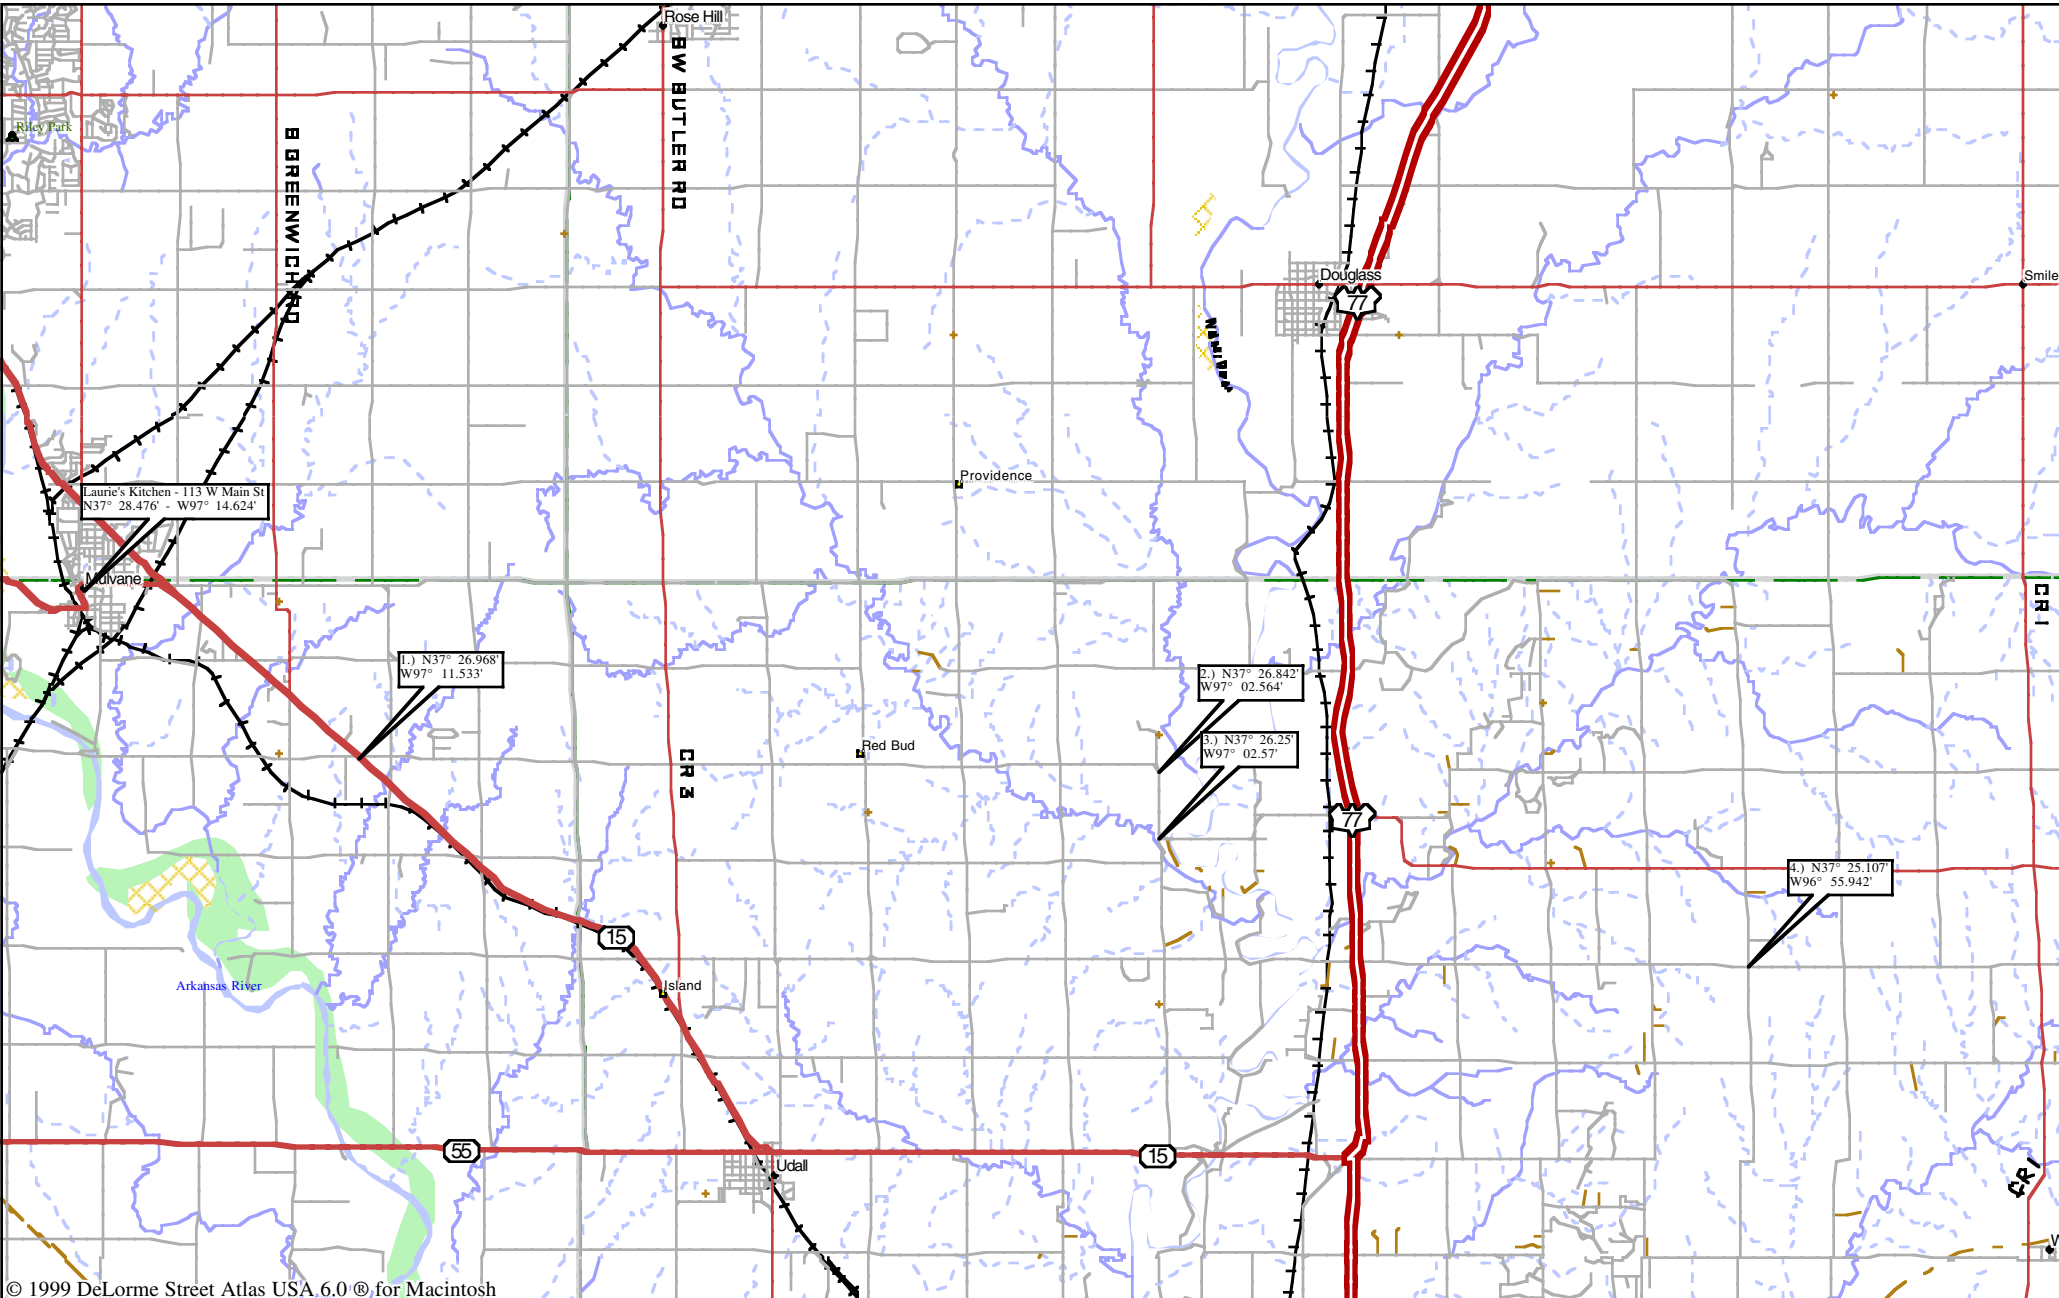 Rose Hill
BW BUTLER RD
Riley Park
B GREENWICH RD
Douglass
77
Smile
Providence
Laurie's Kitchen - 113 W Main St
N37° 28.476' - W97° 14.624'
Mulvane
CR 1
1.) N37° 26.968'
W97° 11.533'
2.) N37° 26.842'
W97° 02.564'
3.) N37° 26.25'
W97° 02.57'
Red Bud
CR 3
77
4.) N37° 25.107'
W96° 55.942'
15
Island
Arkansas River
55
15
Udall
CR 1
W
© 1999 DeLorme Street Atlas USA 6.0 ® for Macintosh